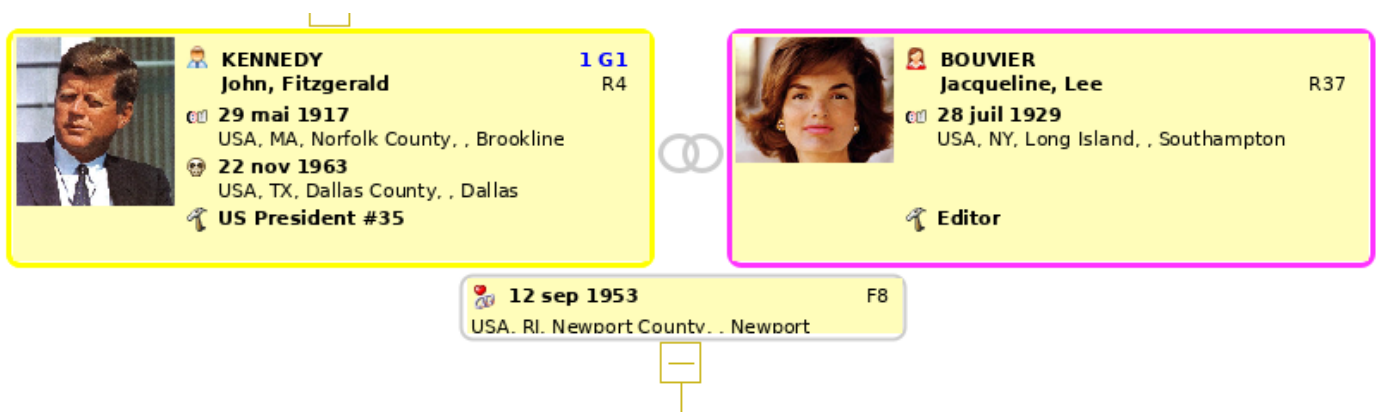 KENNEDY 1 G1
John, Fitzgerald R4
29 mai 1917
USA, MA, Norfolk County, , Brookline
22 nov 1963
USA, TX, Dallas County, , Dallas
US President #35
BOUVIER
Jacqueline, Lee R37
28 juil 1929
USA, NY, Long Island, , Southampton
Editor
12 sep 1953 F8
USA, RI, Newport County, , Newport